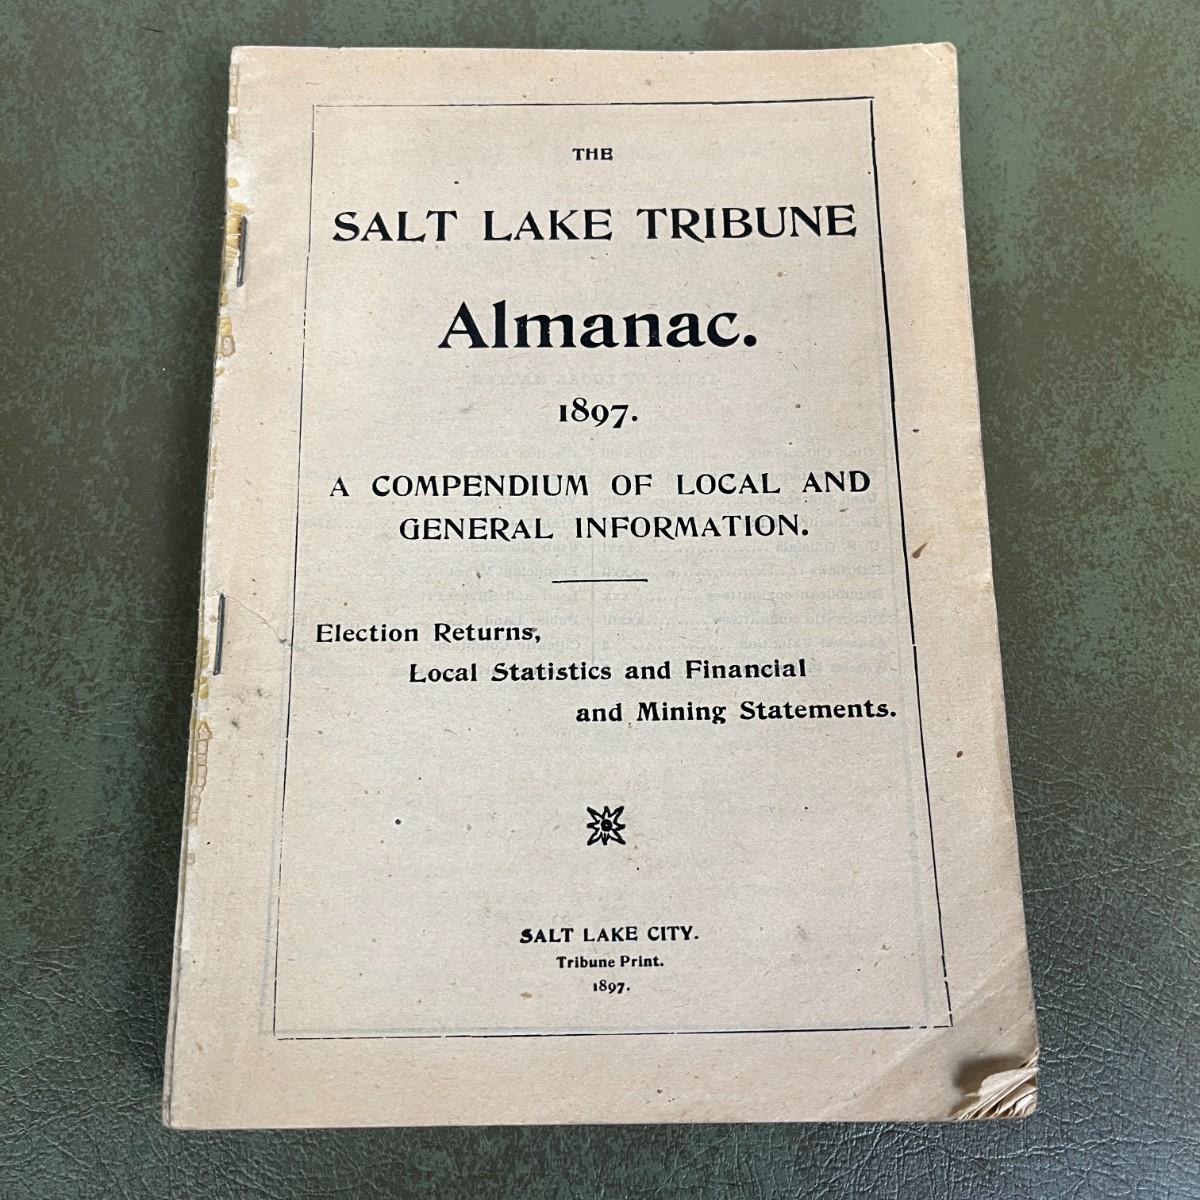 THE
SALT LAKE TRIBUNE
Almanac.
1897.
A COMPENDIUM OF LOCAL AND
GENERAL INFORMATION.
Election Returns,
Local Statistics and Financial
and Mining Statements.
SALT LAKE CITY.
Tribune Print.
1897.